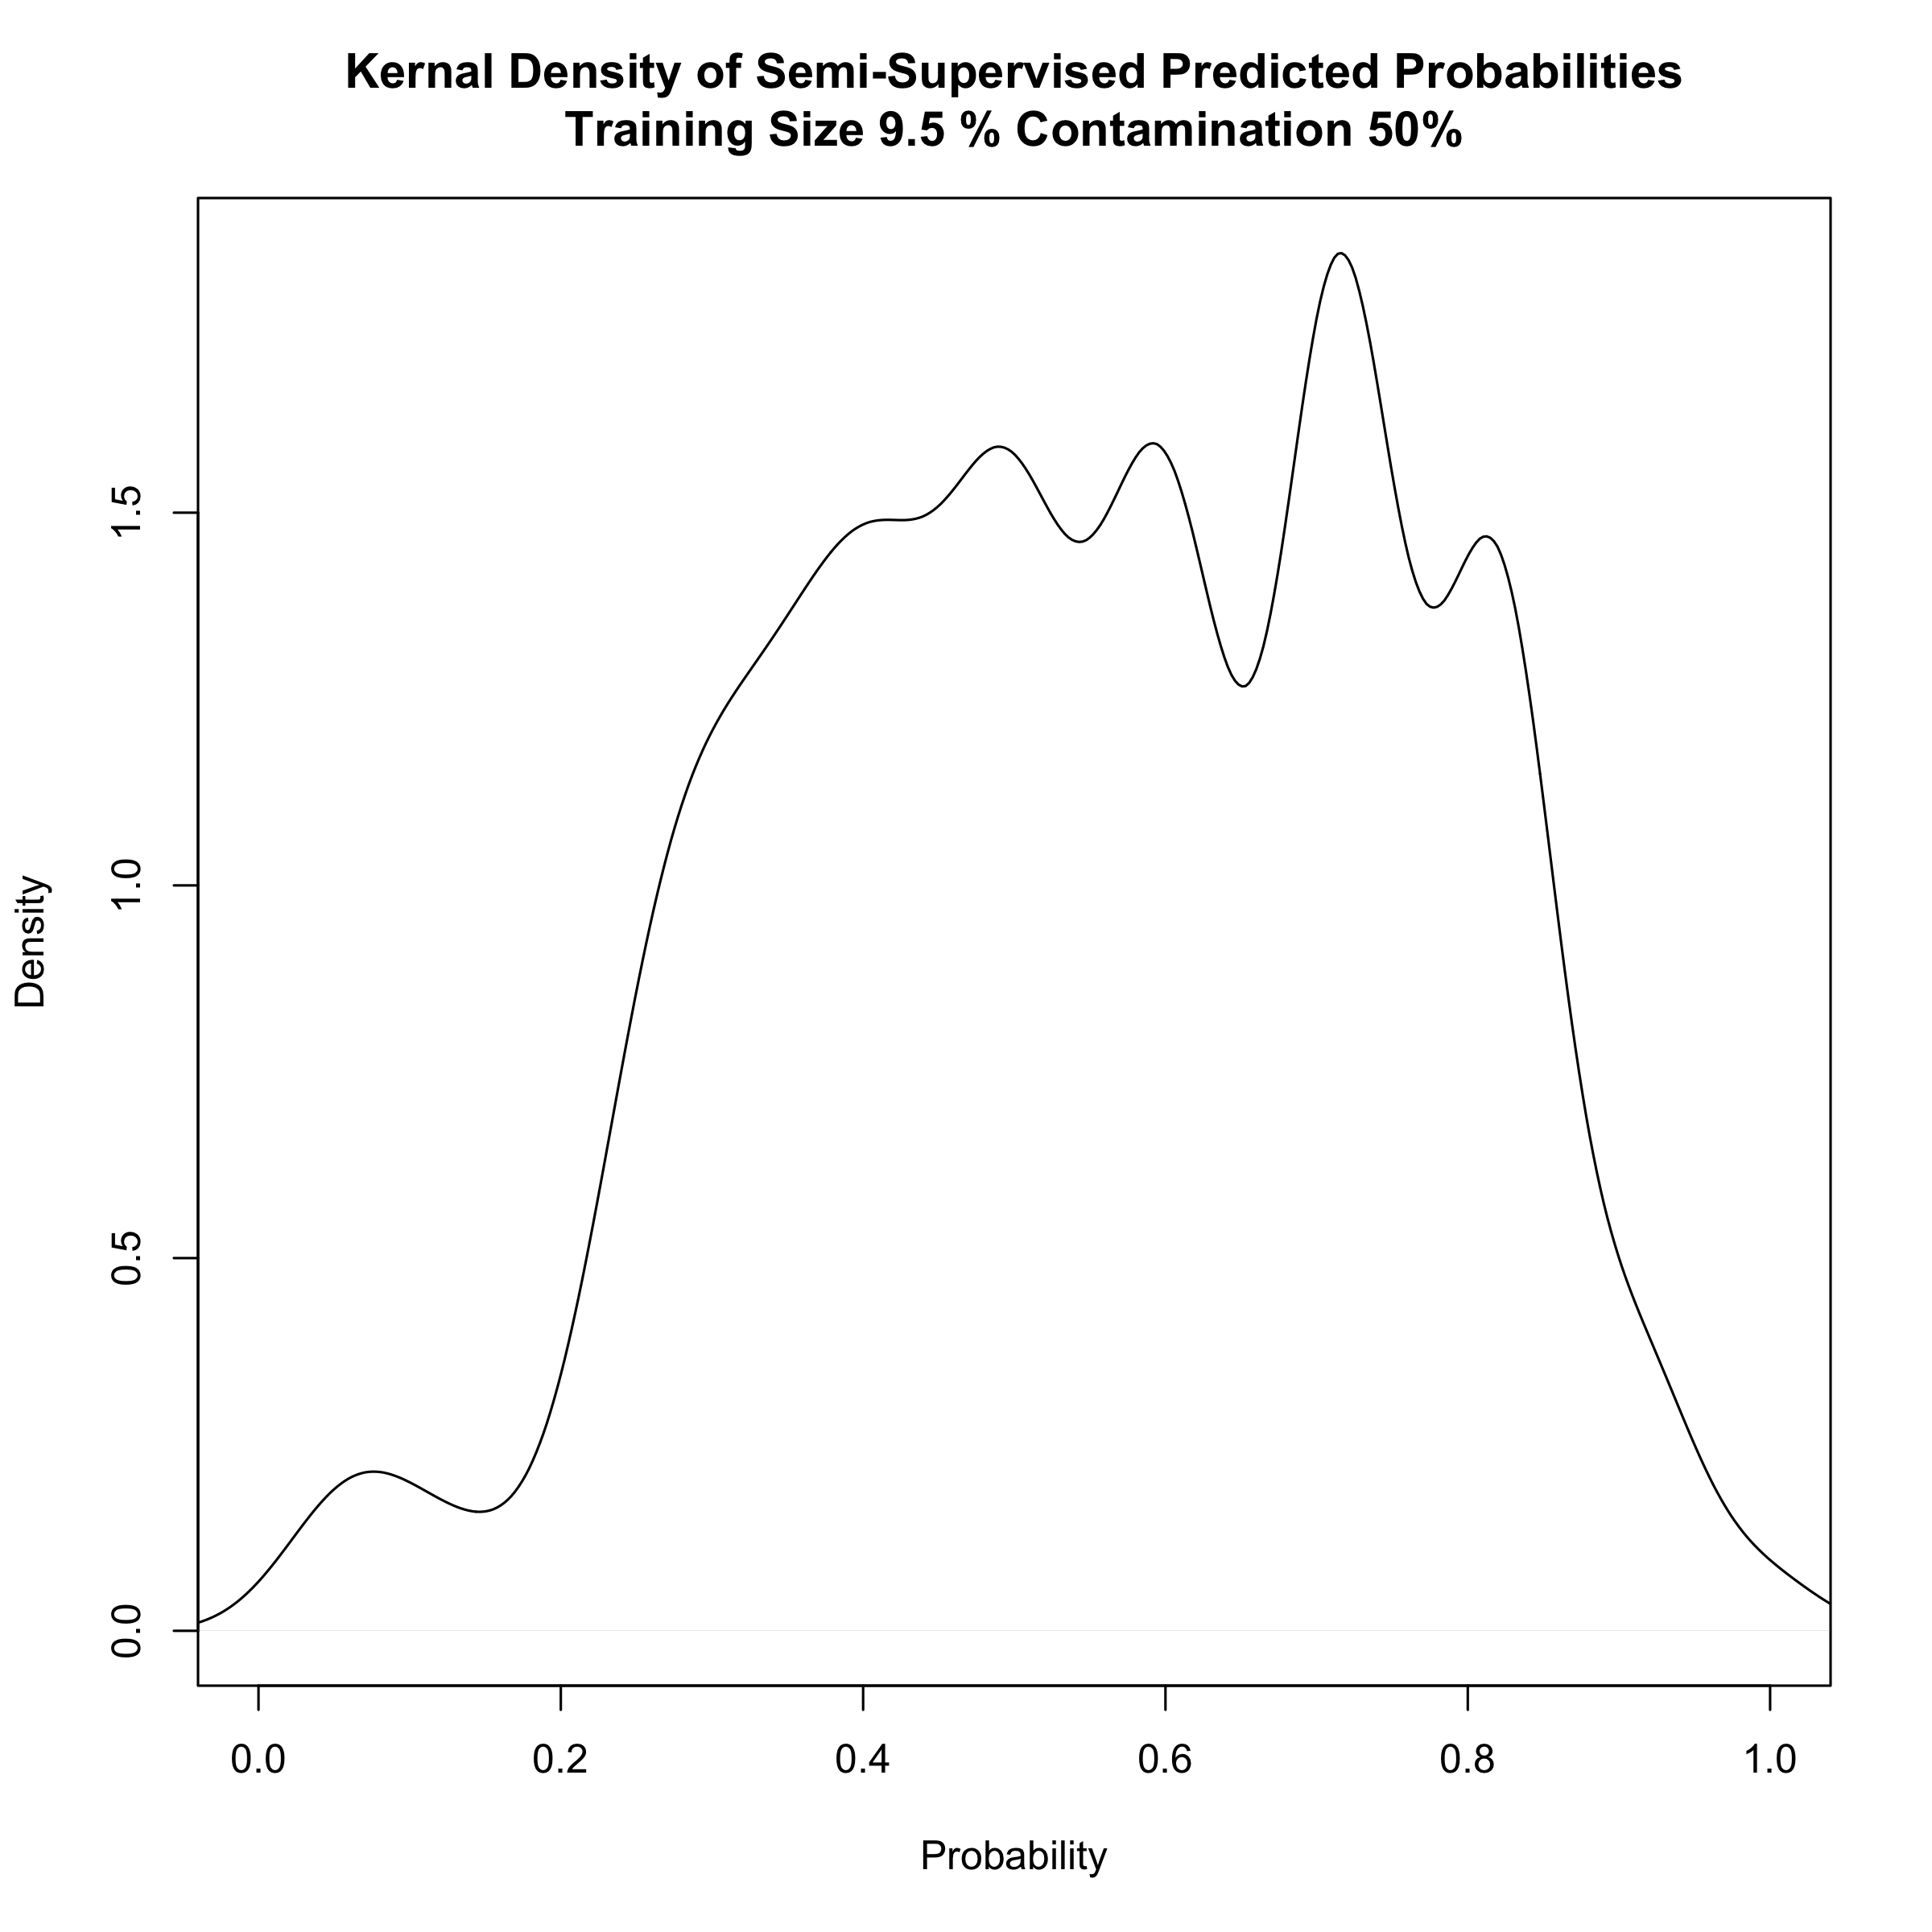 Kernal Density of Semi-Supervised Predicted Probabilities
Training Size 9.5 % Contamination 50%
Density
1.5
1.0
0.5
0.0
0.0 0.2 0.4 0.6 0.8 1.0
Probability